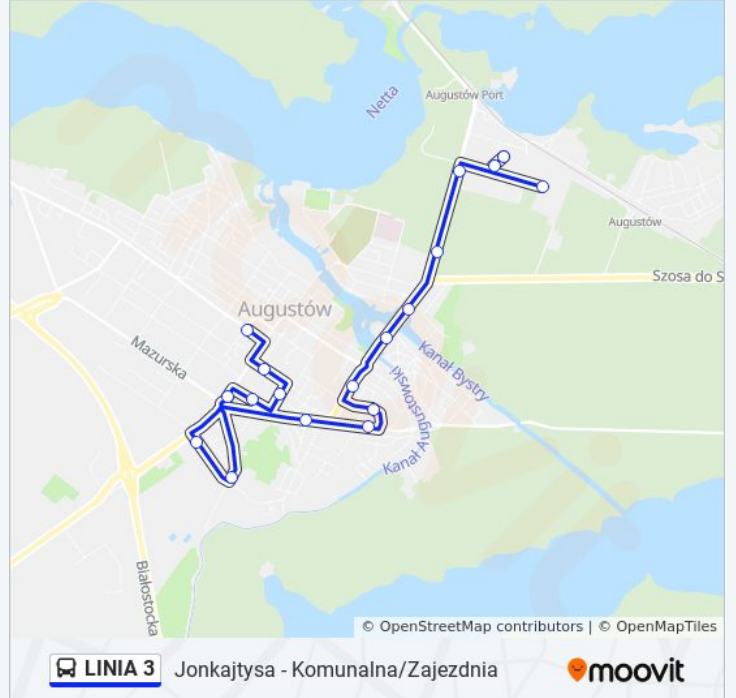 Netta
Augustów Port
Augustów
Szosa do S
Augustów
Mazurska
Kanał Bystry
Kanał Augustowski
Białostocka
© OpenStreetMap contributors | © OpenMapTiles
LINIA 3
Jonkajtysa - Komunalna/Zajezdnia
moovit